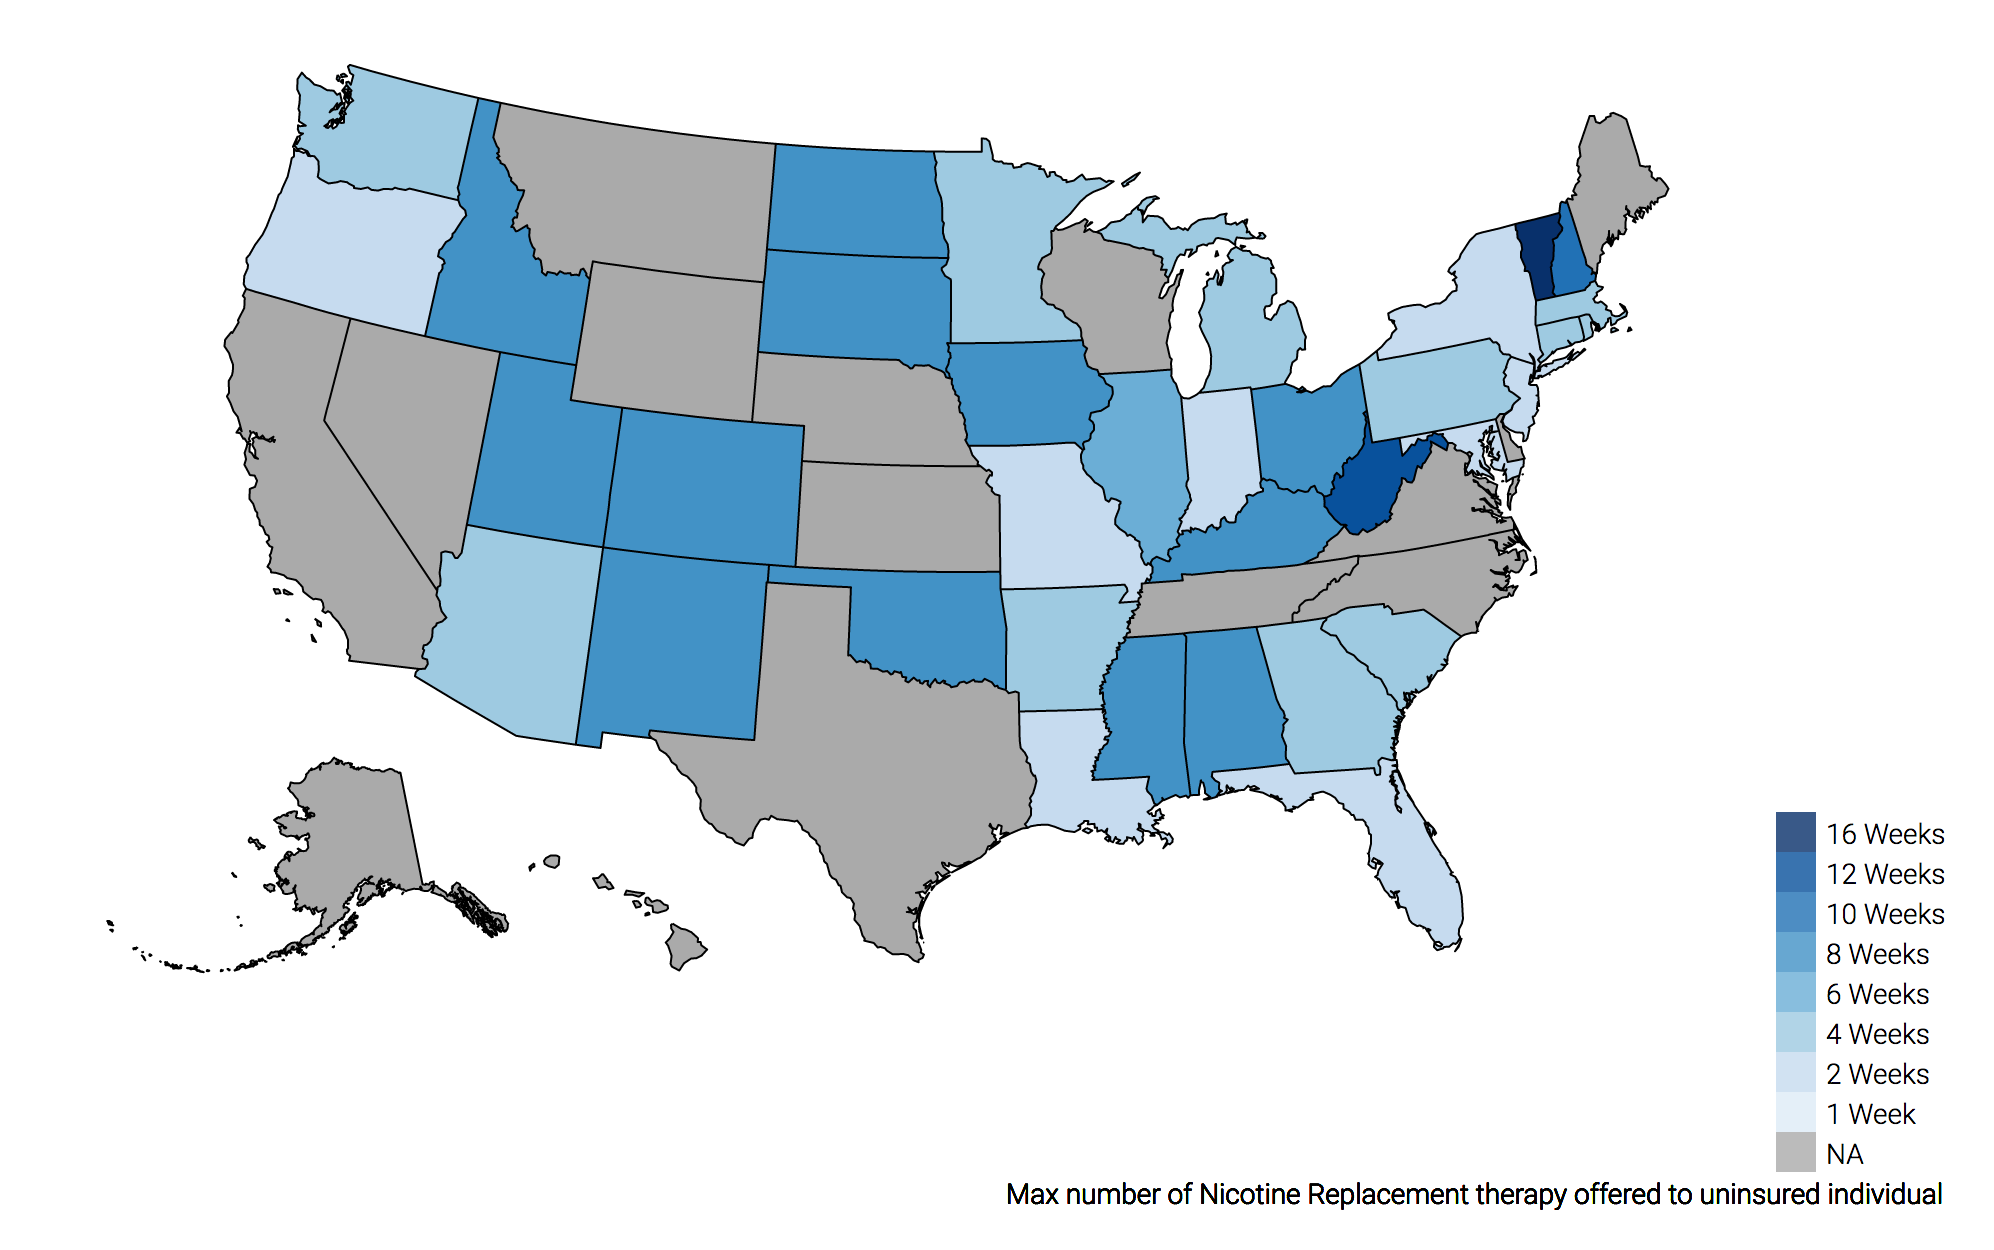 16 Weeks
12 Weeks
10 Weeks
8 Weeks
6 Weeks
4 Weeks
2 Weeks
1 Week
NA
Max number of Nicotine Replacement therapy offered to uninsured individual